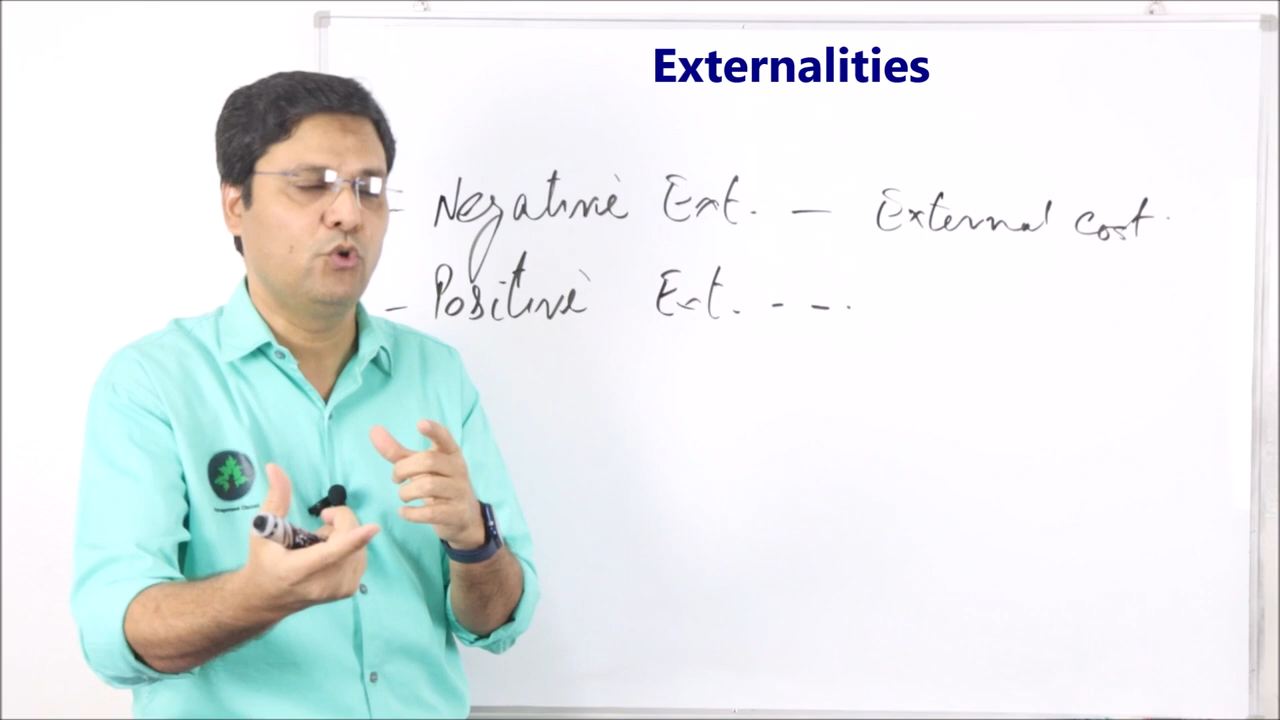 Externalities
- Negative Ext. — External cost.
- Positive Ext. - - .